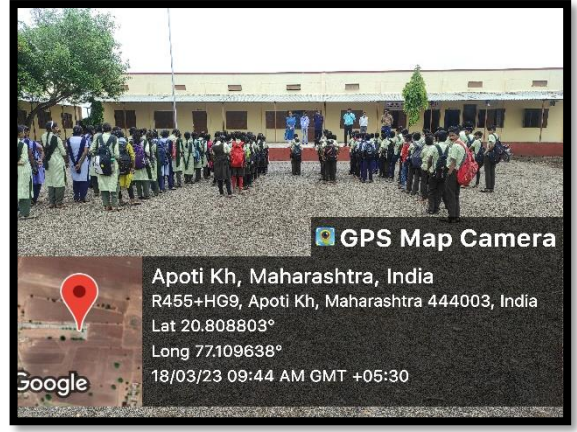 GPS Map Camera
Apoti Kh, Maharashtra, India
R455+HG9, Apoti Kh, Maharashtra 444003, India
Lat 20.808803°
Long 77.109638°
18/03/23 09:44 AM GMT +05:30
Google